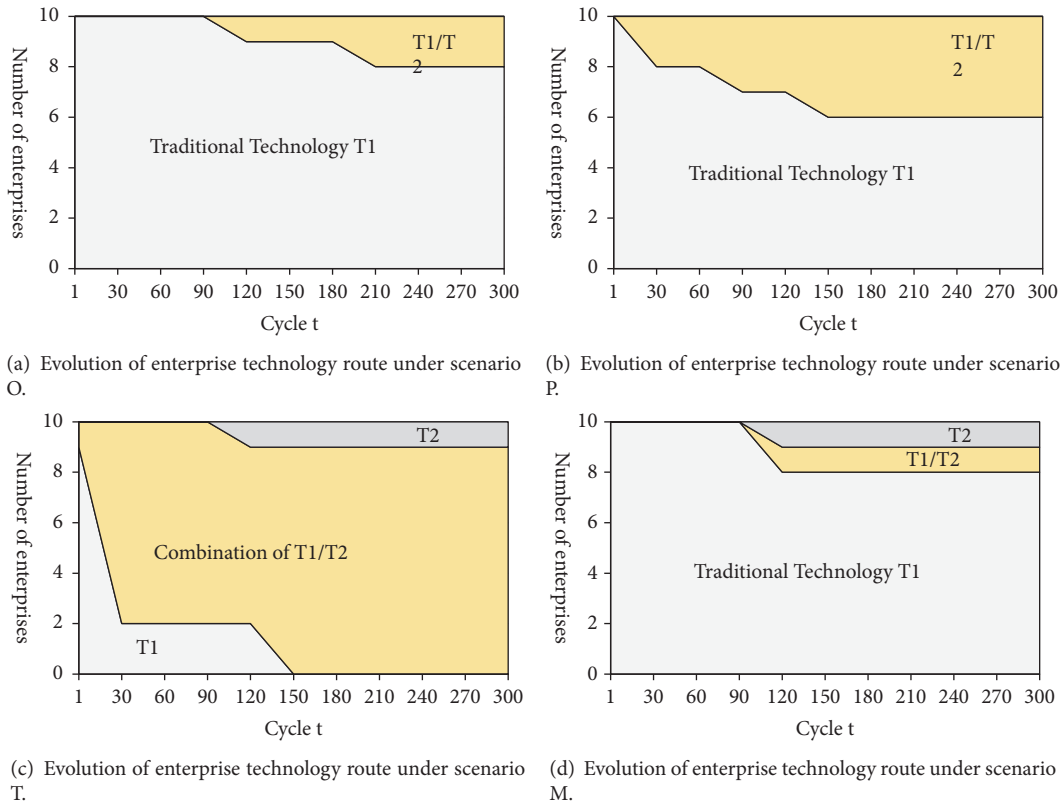 10
8
6
4
2
0
Number of enterprises
T1/T
2
Traditional Technology T1
1 30 60 90 120 150 180 210 240 270 300
Cycle t
(a) Evolution of enterprise technology route under scenario
O.
10
8
6
4
2
0
Number of enterprises
T1/T
2
Traditional Technology T1
1 30 60 90 120 150 180 210 240 270 300
Cycle t
(b) Evolution of enterprise technology route under scenario
P.
10
8
6
4
2
0
Number of enterprises
T2
Combination of T1/T2
T1
1 30 60 90 120 150 180 210 240 270 300
Cycle t
(c) Evolution of enterprise technology route under scenario
T.
10
8
6
4
2
0
Number of enterprises
T2
T1/T2
Traditional Technology T1
1 30 60 90 120 150 180 210 240 270 300
Cycle t
(d) Evolution of enterprise technology route under scenario
M.